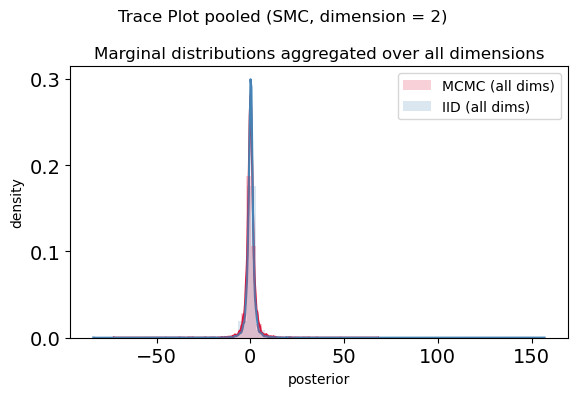 Trace Plot pooled (SMC, dimension = 2)
Marginal distributions aggregated over all dimensions
MCMC (all dims)
IID (all dims)
density
0.3
0.2
0.1
0.0
−50
0
50
100
150
posterior